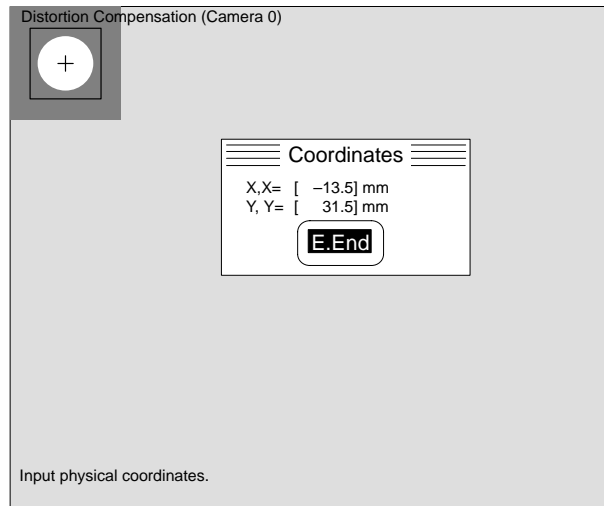 Distortion Compensation (Camera 0)
Coordinates
X,X= [ –13.5] mm
Y, Y= [ 31.5] mm
E.End
Input physical coordinates.